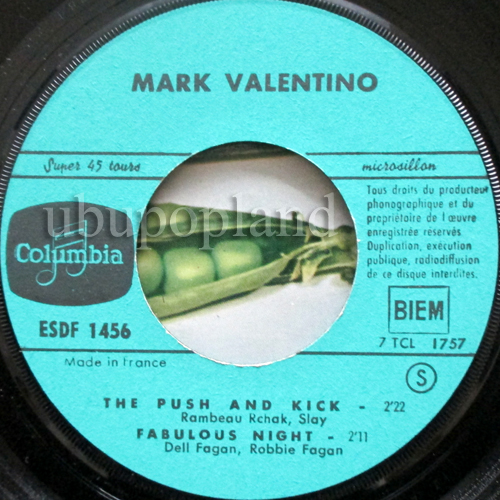 MARK VALENTINO
Super 45 tours
microsillon
Tous droits du producteur
phonographique et du
propriétaire de l'œuvre
enregistrée réservés
Duplication, exécution
publique, radiodiffusion
de ce disque interdites.
ubupopland
Columbia
BIEM
ESDF 1456
7 TCL 1757
Made in France
S
THE PUSH AND KICK - 2'22
Rambeau Rchak, Slay
FABULOUS NIGHT - 2'11
Dell Fagan, Robbie Fagan